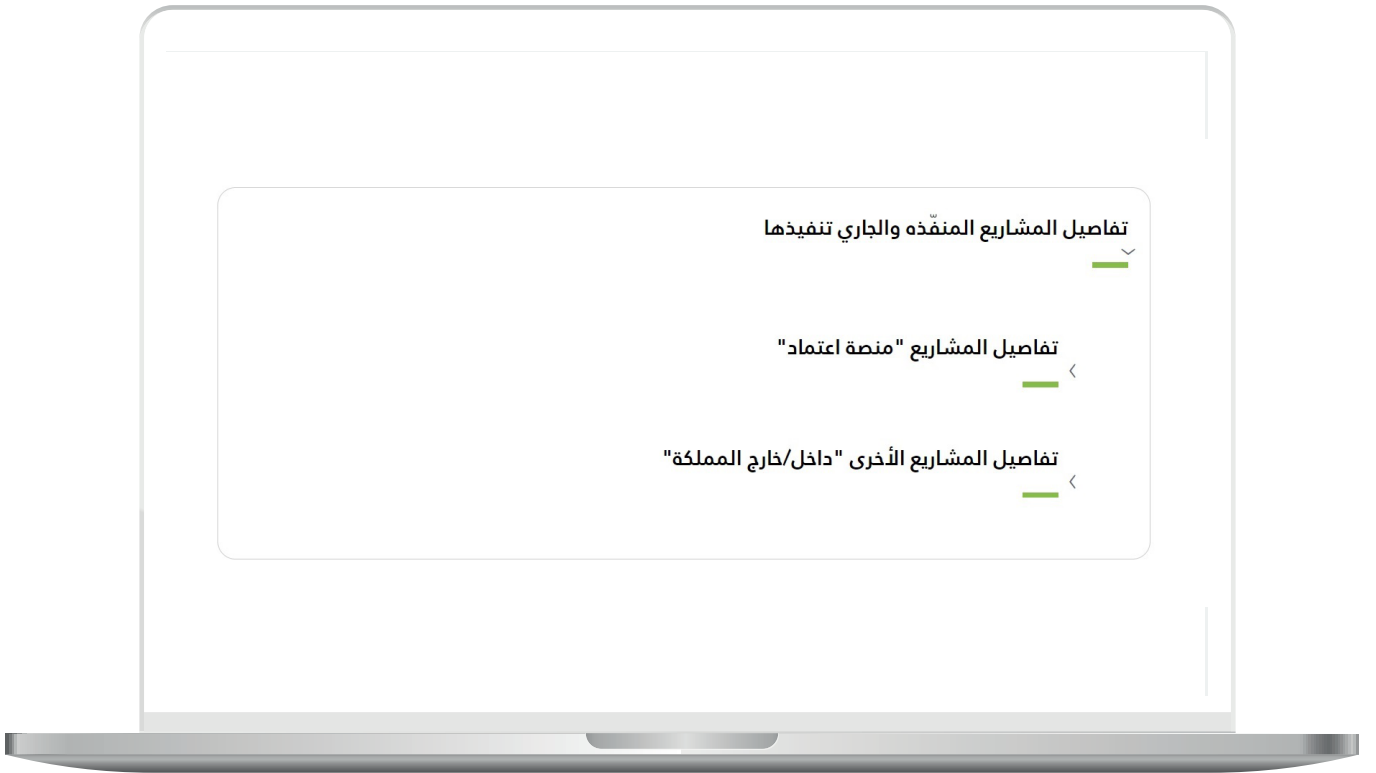 تفاصيل المشاريع المنفّذه والجاري تنفيذها
تفاصيل المشاريع "منصة اعتماد"
تفاصيل المشاريع الأخرى "داخل/خارج المملكة"